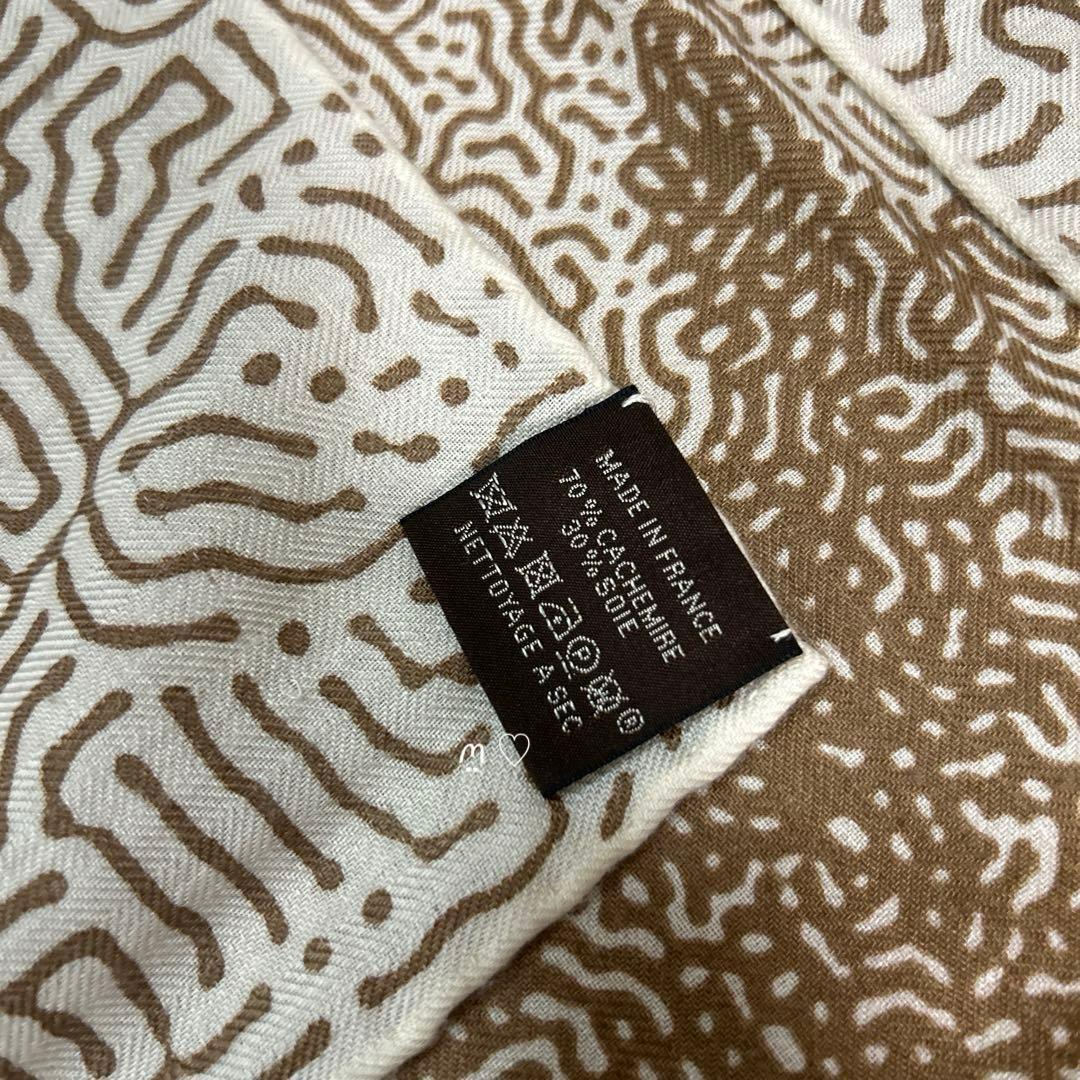 MADE IN FRANCE
70% CACHEMIRE
30% SOIE
P
NETTOYAGE A SEC ®